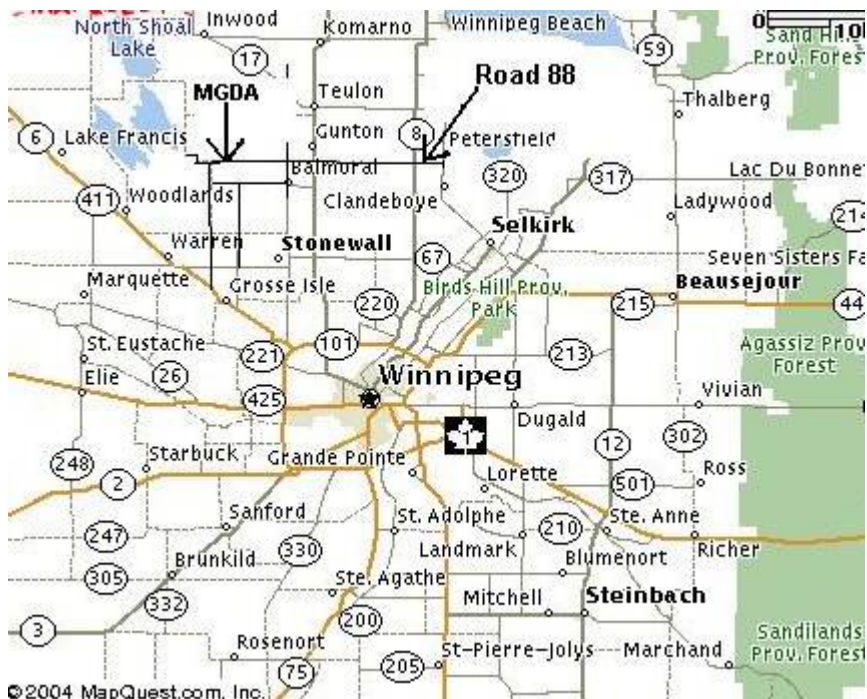 Inwood
Komarno
Winnipeg Beach
0
10
North Shoal
Lake
17
59
Sand Hills
Prov. Forest
MGDA
Teulon
Road 88
Thalberg
6
Lake Francis
Gunton
8
Petersfield
Balmoral
320
317
Lac Du Bonnet
411
Woodlands
Clandeboye
Ladywood
214
Selkirk
Warren
Stonewall
67
Seven Sisters Fa
Marquette
Grosse Isle
220
Birds Hill Prov.
Park
215
Beausejour
44
St. Eustache
221
101
213
Agassiz Prov
Forest
26
Elie
425
Winnipeg
Vivian
Dugald
1
12
302
248
Starbuck
Grande Pointe
Ross
2
Lorette
501
Sanford
St. Adolphe
210
Ste. Anne
247
330
Landmark
Richer
305
Brunkild
Blumenort
Ste. Agathe
332
Mitchell
Steinbach
3
200
Rosenort
St-Pierre-Jolys
Marchand
Sandilands
Prov. Forest
75
205
©2004 MapQuest.com, Inc.